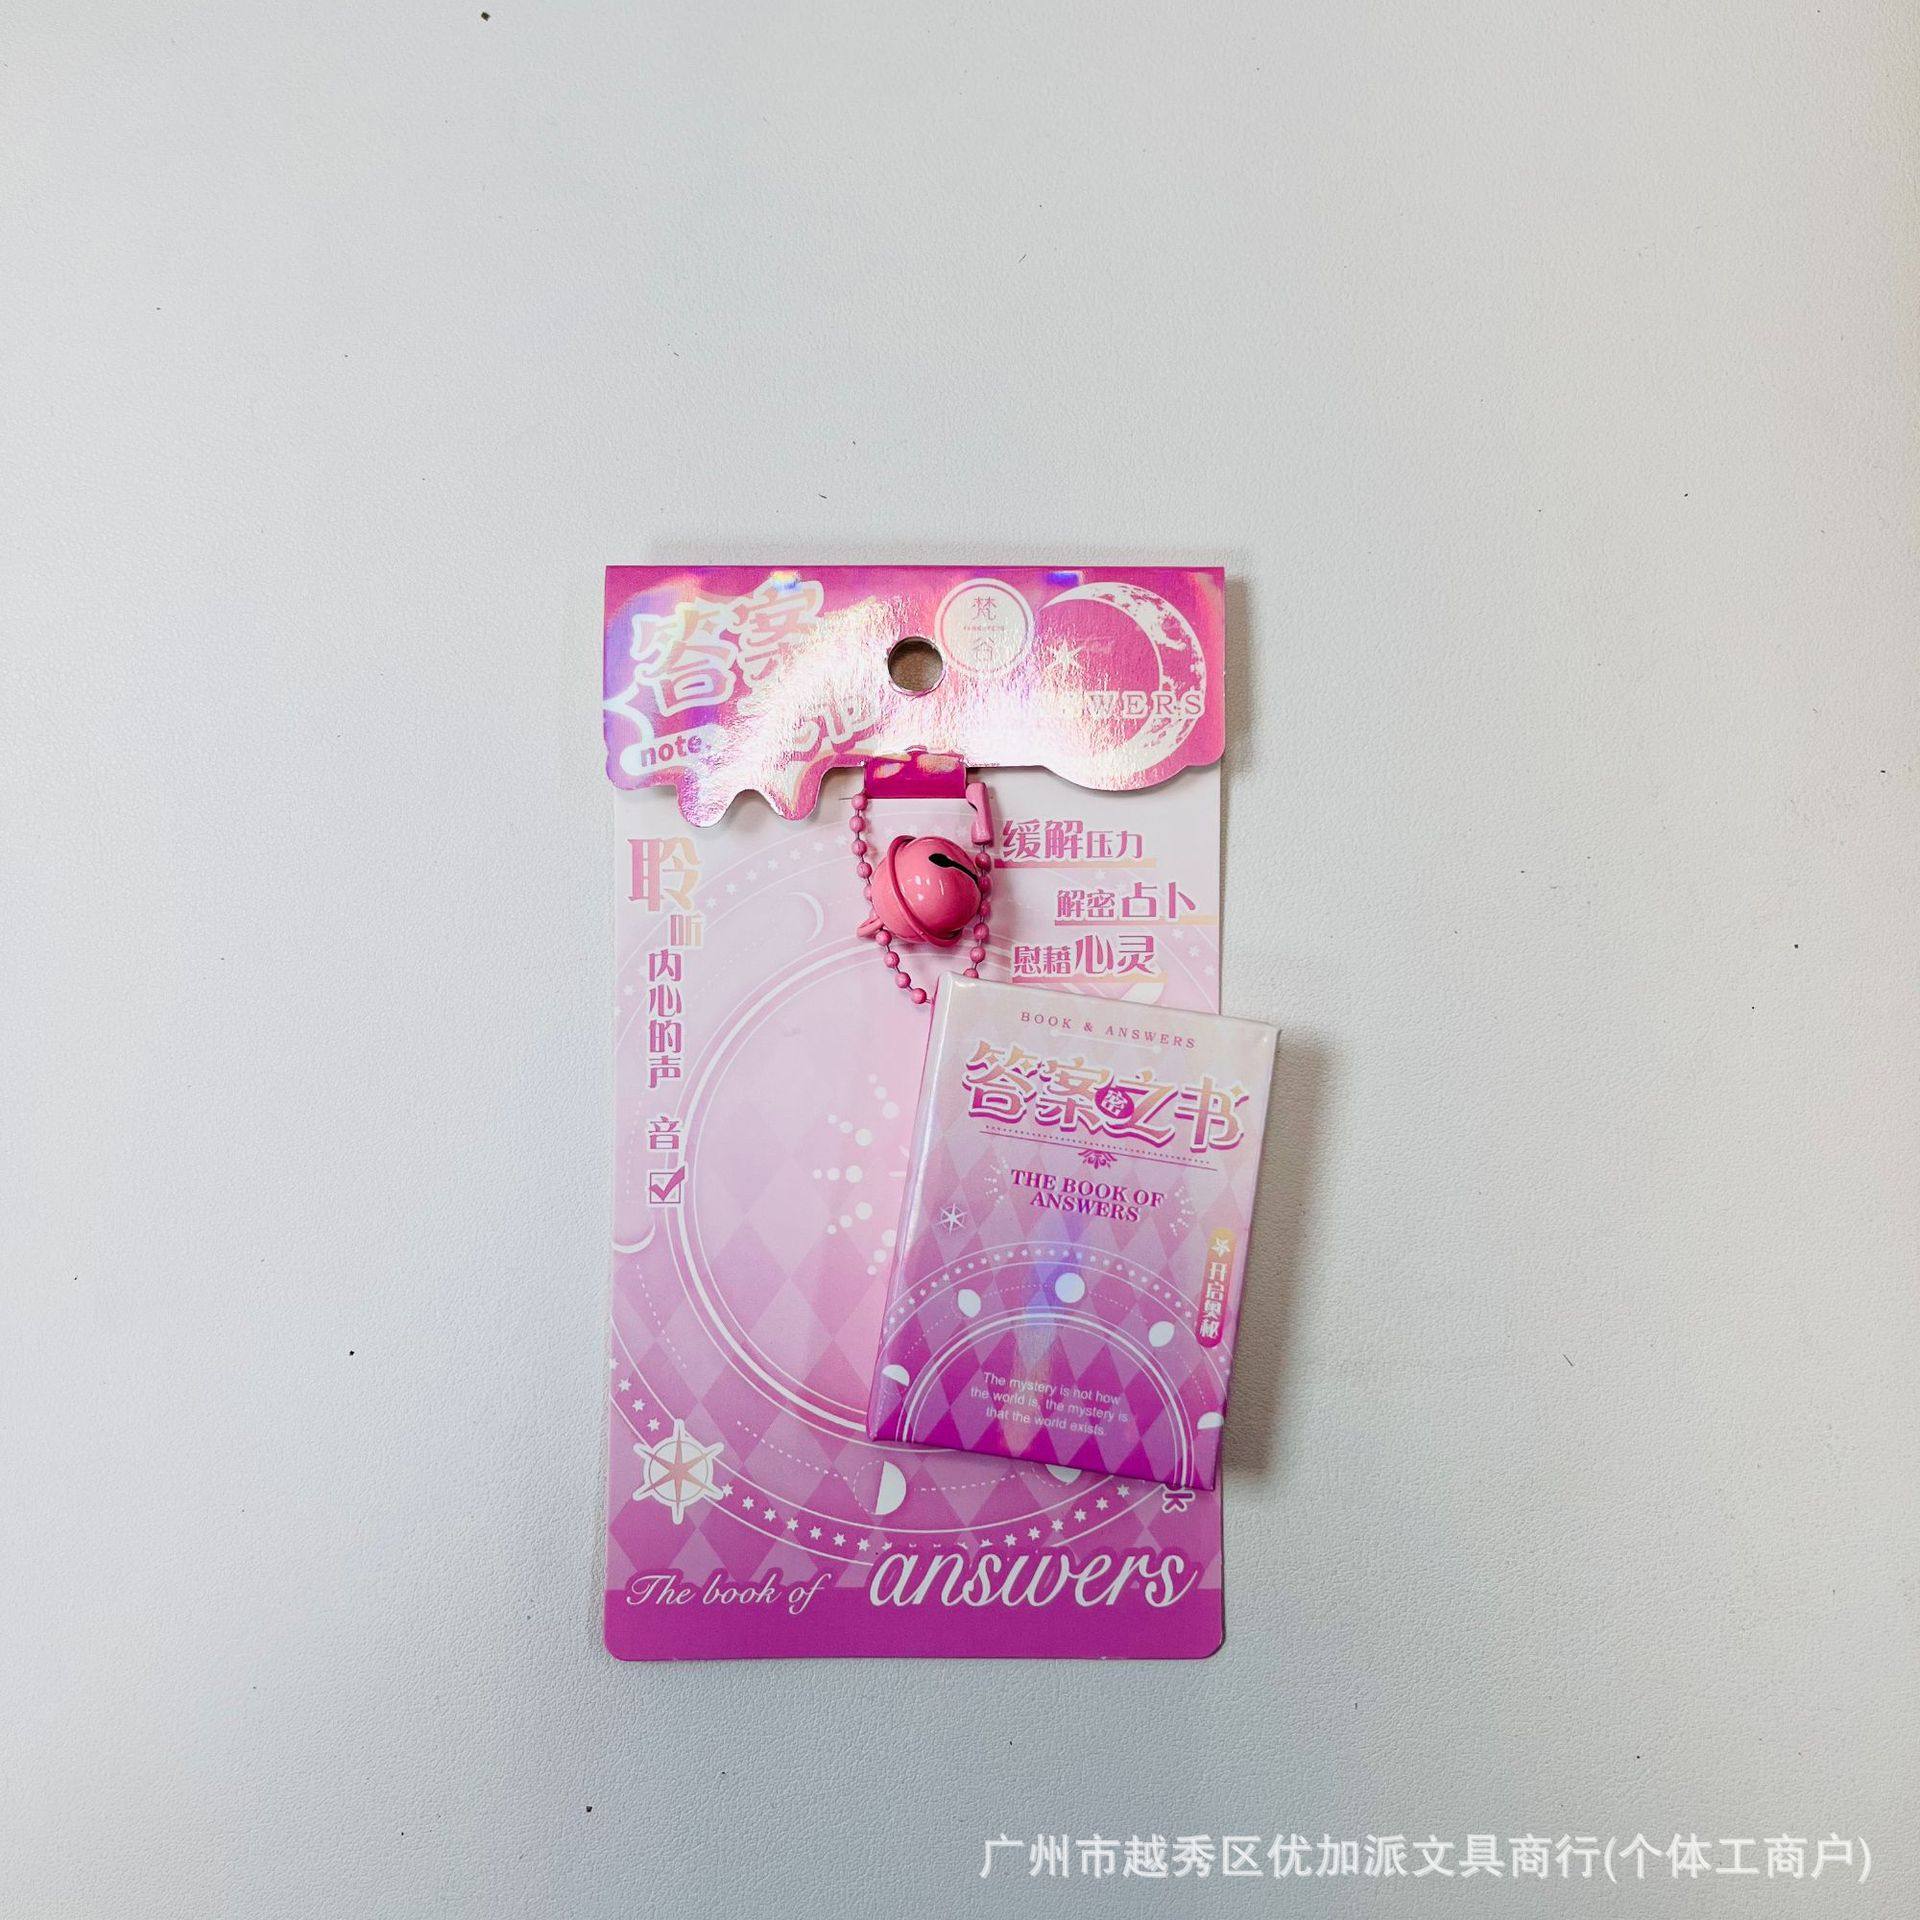 答案
梵
谷
WERS
note
聆听内心的声音
缓解压力
解密占卜
慰藉心灵
BOOK & ANSWERS
答案之书
密
THE BOOK OF
ANSWERS
开启奥秘
The mystery is not how
the world is, the mystery is
that the world exists.
k
The book of answers
广州市越秀区优加派文具商行(个体工商户)